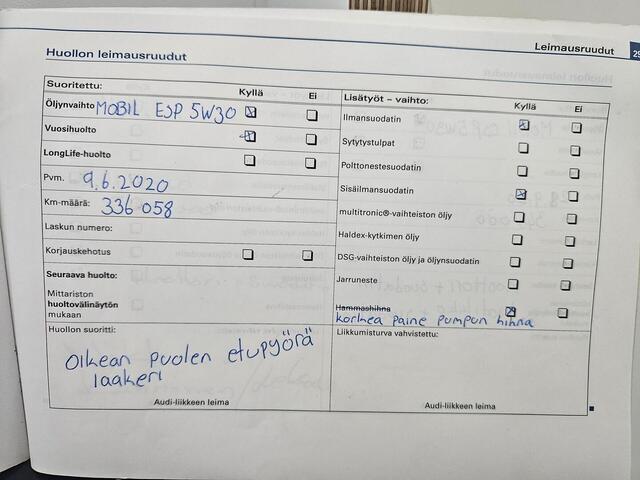 Huollon leimausruudut
Leimausruudut
29
Suoritettu:
Kyllä
Ei
Öljynvaihto MOBIL ESP 5W30
Vuosihuolto
LongLife-huolto
Pvm. 9.6.2020
Km-määrä: 336 058
Laskun numero:
Korjauskehotus
Seuraava huolto:
Mittariston
huoltovälinäytön
mukaan
Huollon suoritti:
Oikean puolen etupyörä
laakeri
Audi-liikkeen leima
Lisätyöt – vaihto:
Kyllä
Ei
Ilmansuodatin
Sytytystulpat
Polttonestesuodatin
Sisäilmansuodatin
multitronic®-vaihteiston öljy
Haldex-kytkimen öljy
DSG-vaihteiston öljy ja öljynsuodatin
Jarruneste
Hammashihna
korkea paine pumpun hihna
Liikkumisturva vahvistettu:
Audi-liikkeen leima